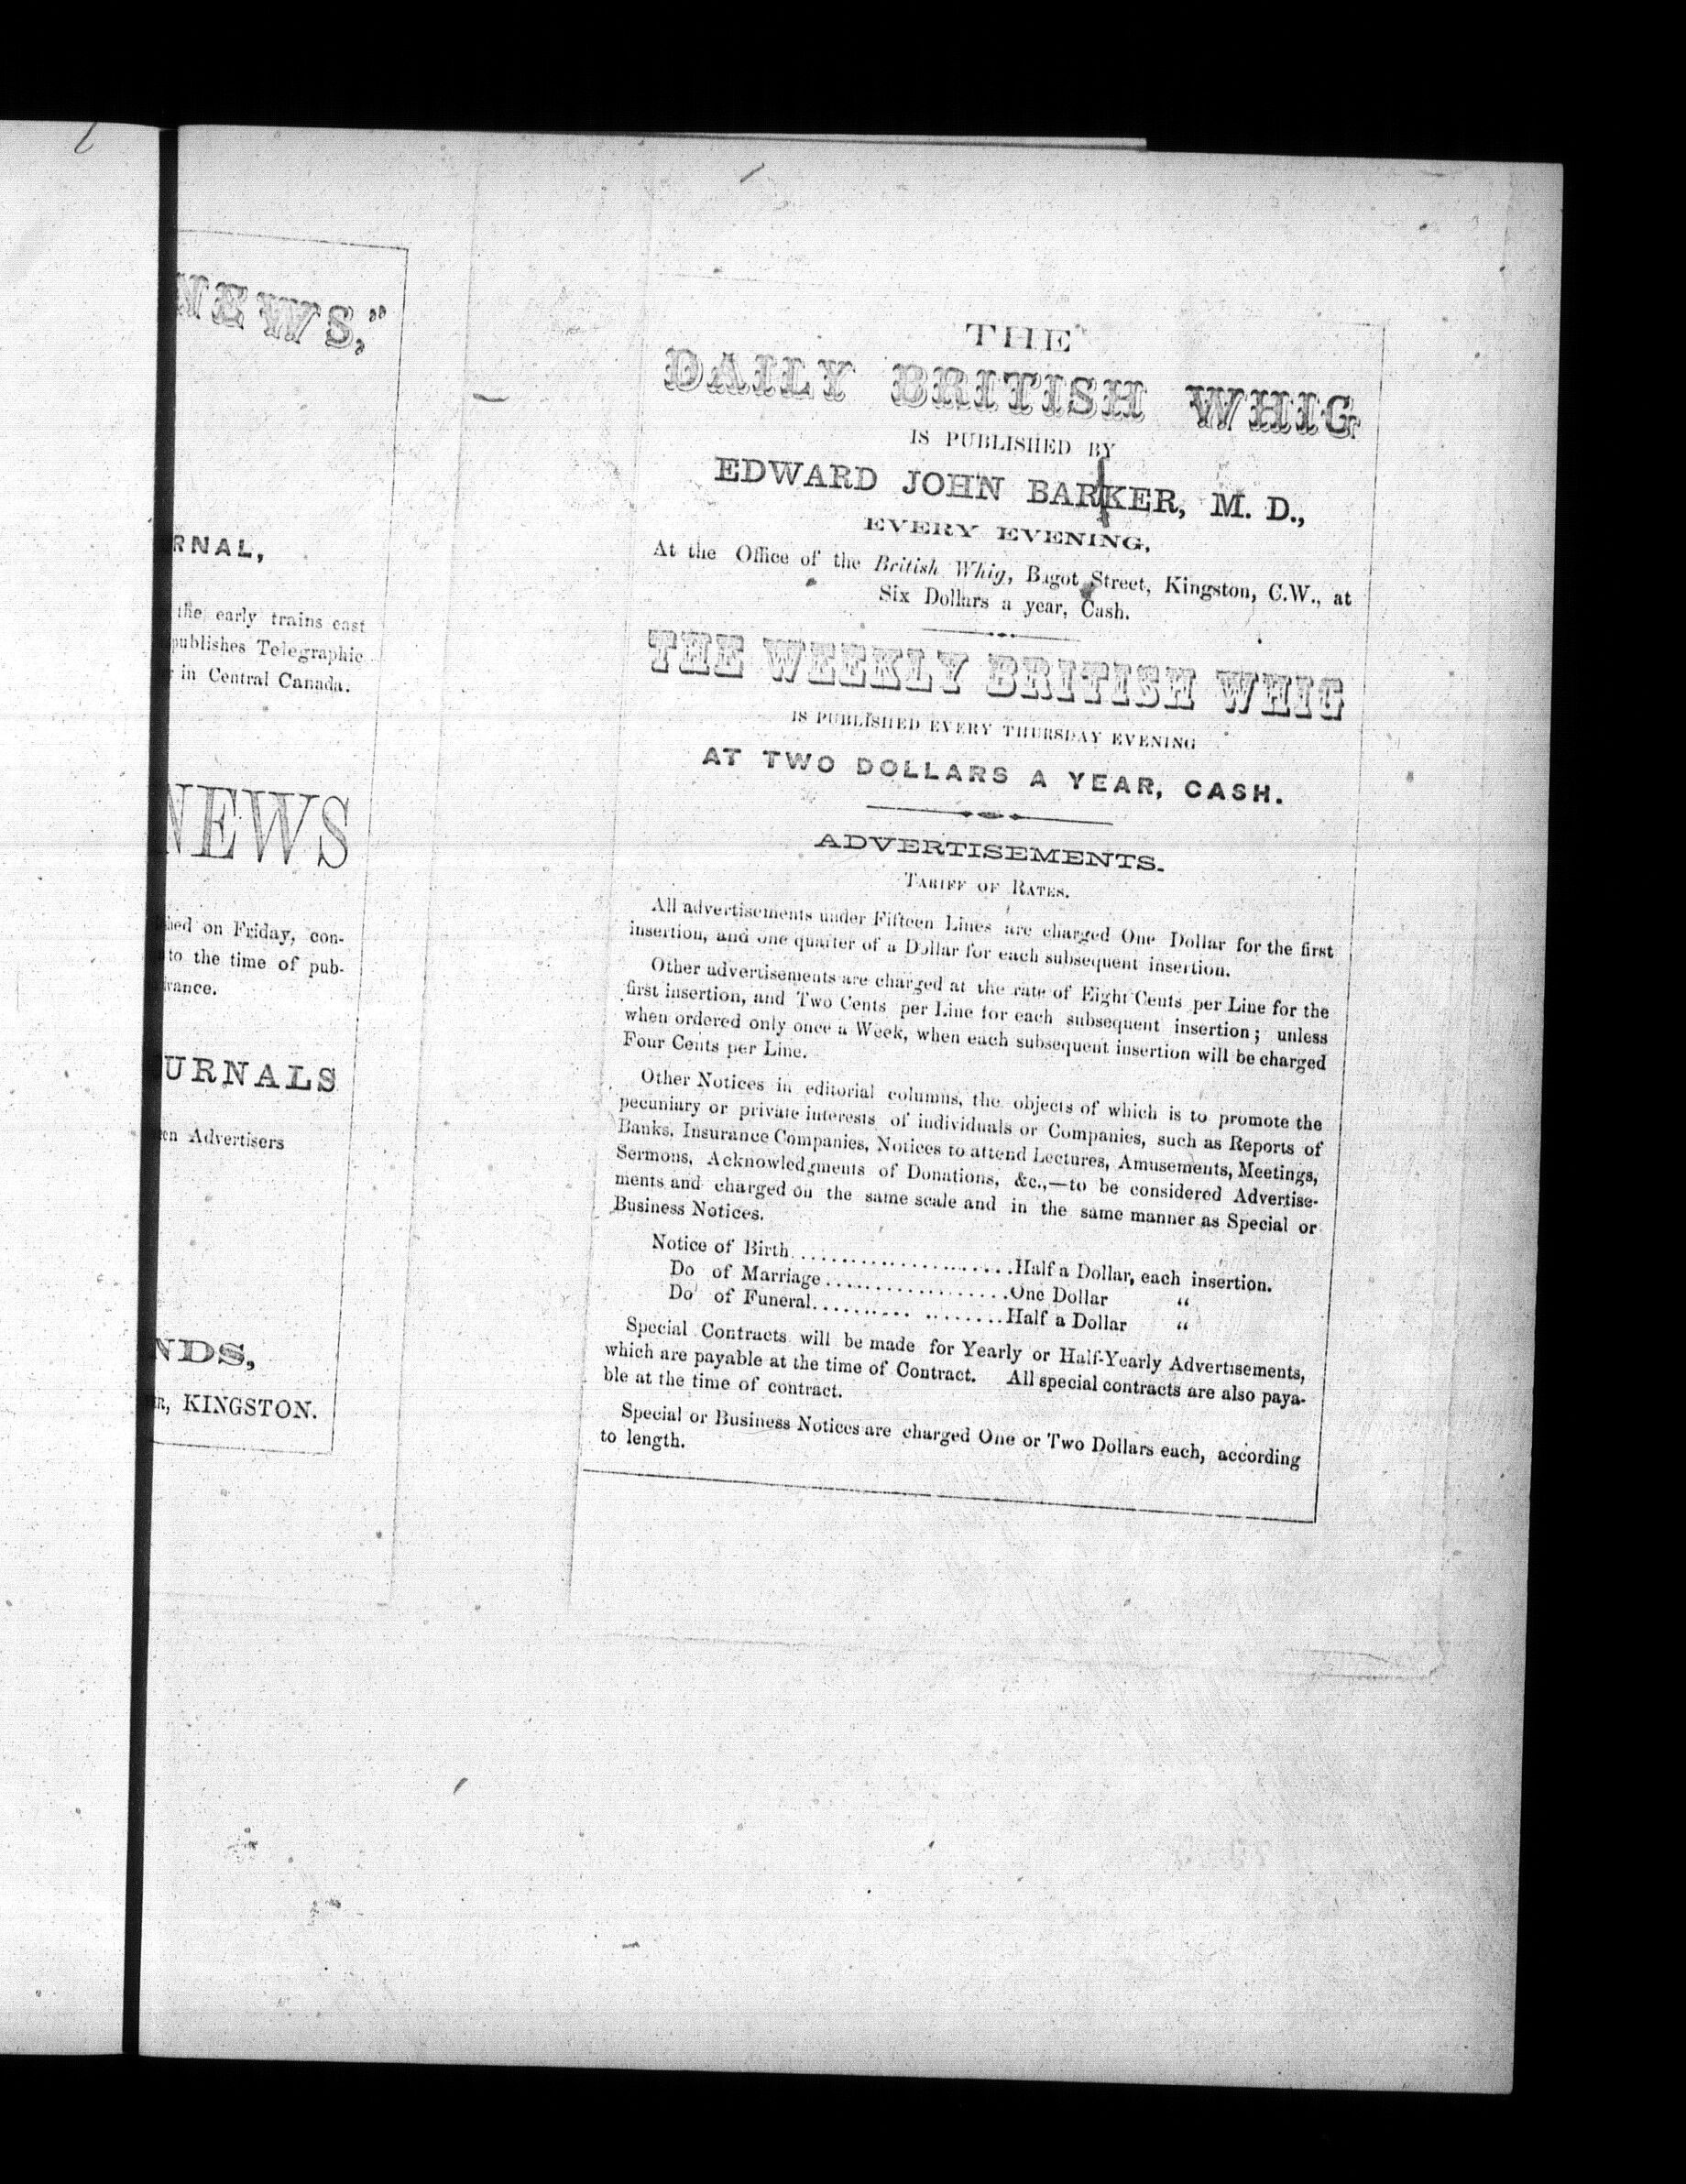 NEWS,"
RNAL,
the early trains east
publishes Telegraphic
in Central Canada.
NEWS
on Friday, con-
to the time of pub-
URNALS
Advertisers
NDS,
KINGSTON.
THE
DAILY BRITISH WHIG
IS PUBLISHED BY
EDWARD JOHN BARKER, M. D.,
EVERY EVENING,
At the Office of the British Whig, Bagot Street, Kingston, C.W., at
Six Dollars a year, Cash.
THE WEEKLY BRITISH WHIG
IS PUBLISHED EVERY THURSDAY EVENING
AT TWO DOLLARS A YEAR, CASH.
ADVERTISEMENTS.
TARIFF OF RATES.
All advertisements under Fifteen Lines are charged One Dollar for the first
insertion, and one quarter of a Dollar for each subsequent insertion.
Other advertisements are charged at the rate of Eight Cents per Line for the
first insertion, and Two Cents per Line for each subsequent insertion; unless
when ordered only once a Week, when each subsequent insertion will be charged
Four Cents per Line.
Other Notices in editorial columns, the objects of which is to promote the
pecuniary or private interests of individuals or Companies, such as Reports of
Banks, Insurance Companies, Notices to attend Lectures, Amusements, Meetings,
Sermons, Acknowledgments of Donations, &c.,—to be considered Advertise-
ments and charged on the same scale and in the same manner as Special or
Business Notices.
Notice of Birth.......................Half a Dollar, each insertion.
Do of Marriage...................One Dollar "
Do of Funeral.......... ........Half a Dollar "
Special Contracts will be made for Yearly or Half-Yearly Advertisements,
which are payable at the time of Contract. All special contracts are also paya-
ble at the time of contract.
Special or Business Notices are charged One or Two Dollars each, according
to length.